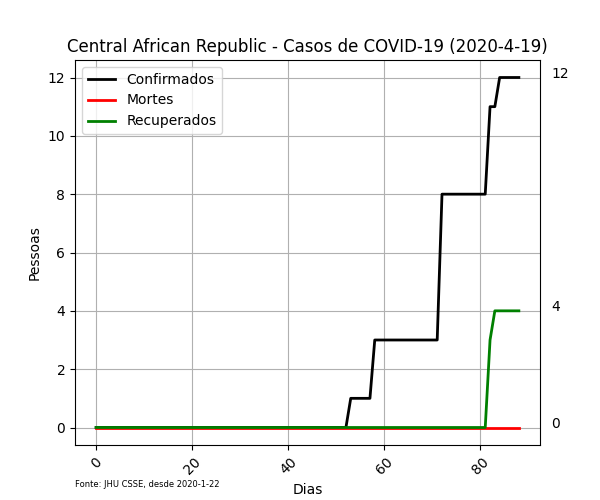 Central African Republic - Casos de COVID-19 (2020-4-19)
Confirmados
Mortes
Recuperados
12
10
8
6
4
2
0
Pessoas
12
4
0
0
20
40
60
80
Dias
Fonte: JHU CSSE, desde 2020-1-22